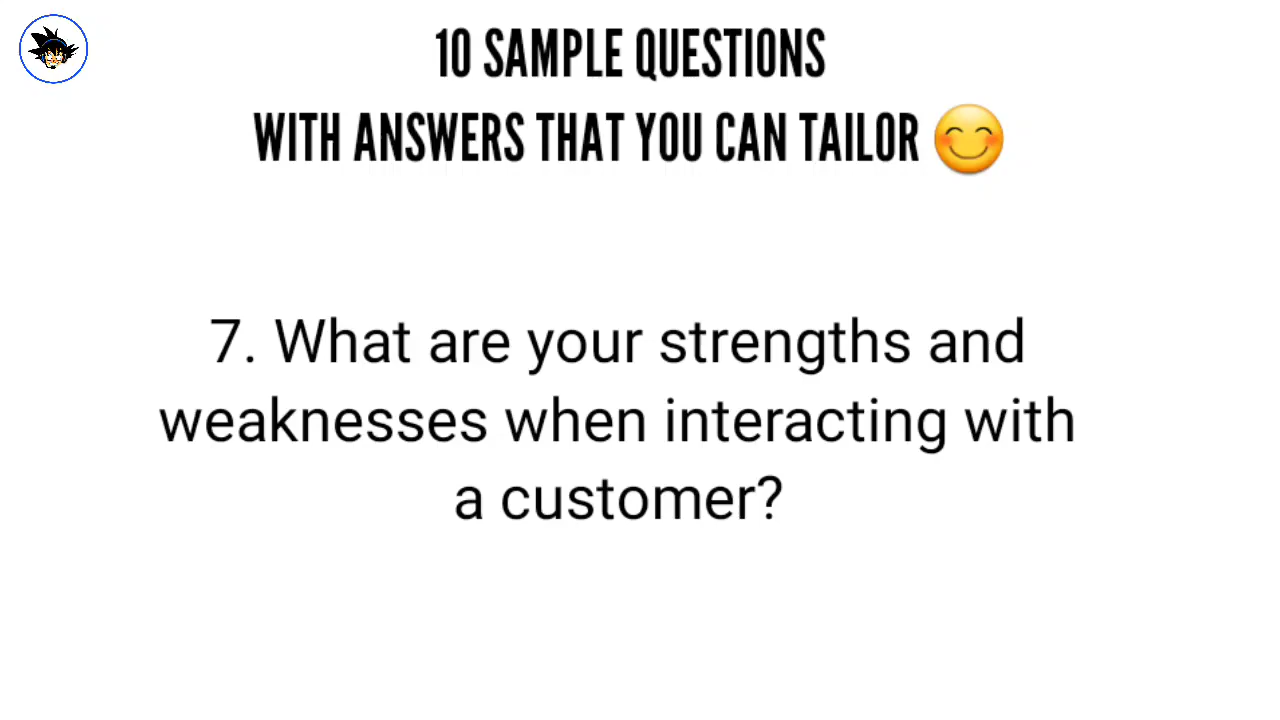 10 SAMPLE QUESTIONS
WITH ANSWERS THAT YOU CAN TAILOR 😊
7. What are your strengths and
weaknesses when interacting with
a customer?